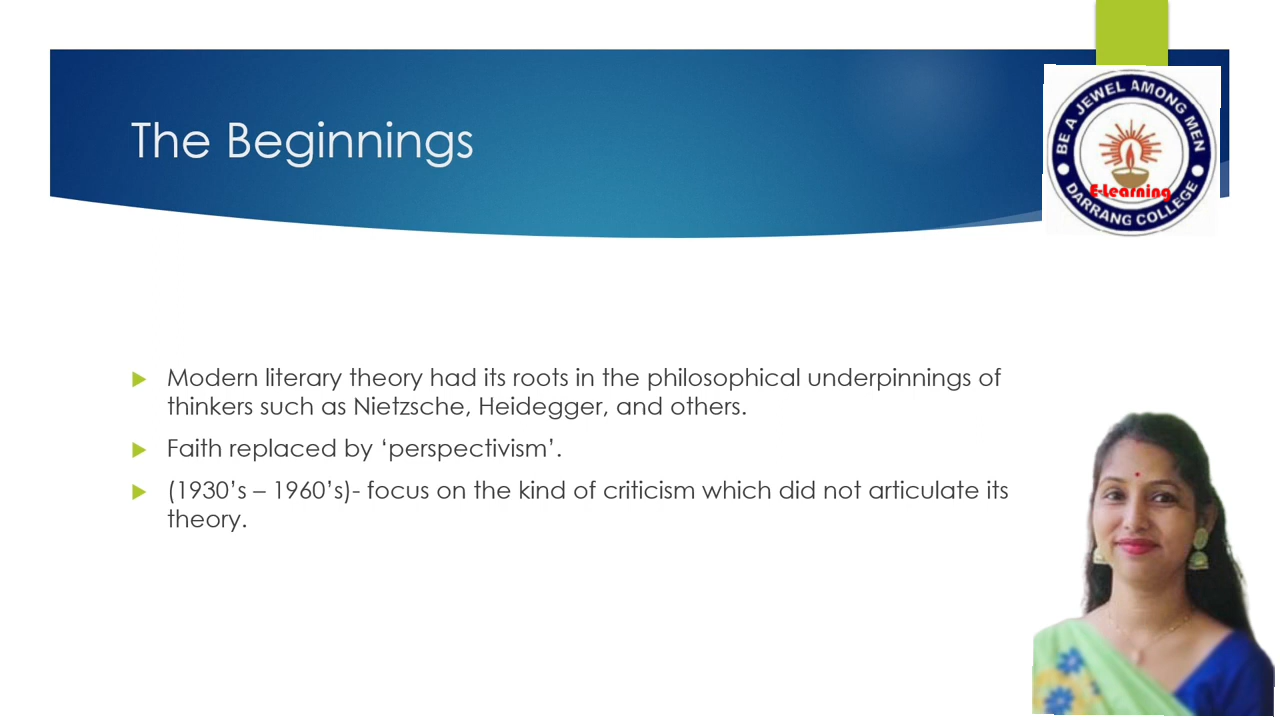 The Beginnings
BE A JEWEL AMONG MEN
E-Learning
DARRANG COLLEGE
Modern literary theory had its roots in the philosophical underpinnings of
thinkers such as Nietzsche, Heidegger, and others.
Faith replaced by ‘perspectivism’.
(1930’s – 1960’s)- focus on the kind of criticism which did not articulate its
theory.